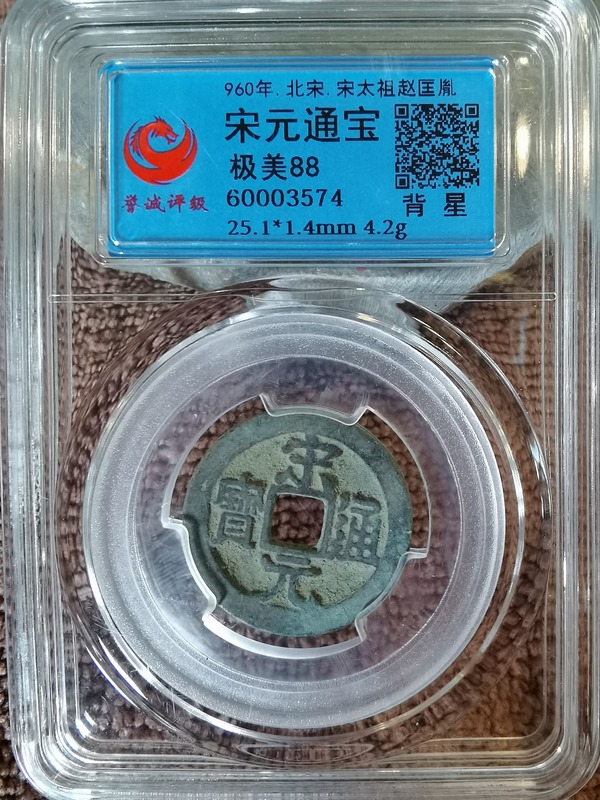 960年.北宋.宋太祖赵匡胤
宋元通宝
极美88
60003574
背 星
25.1*1.4mm 4.2g
誉诚评级
宋元通寳